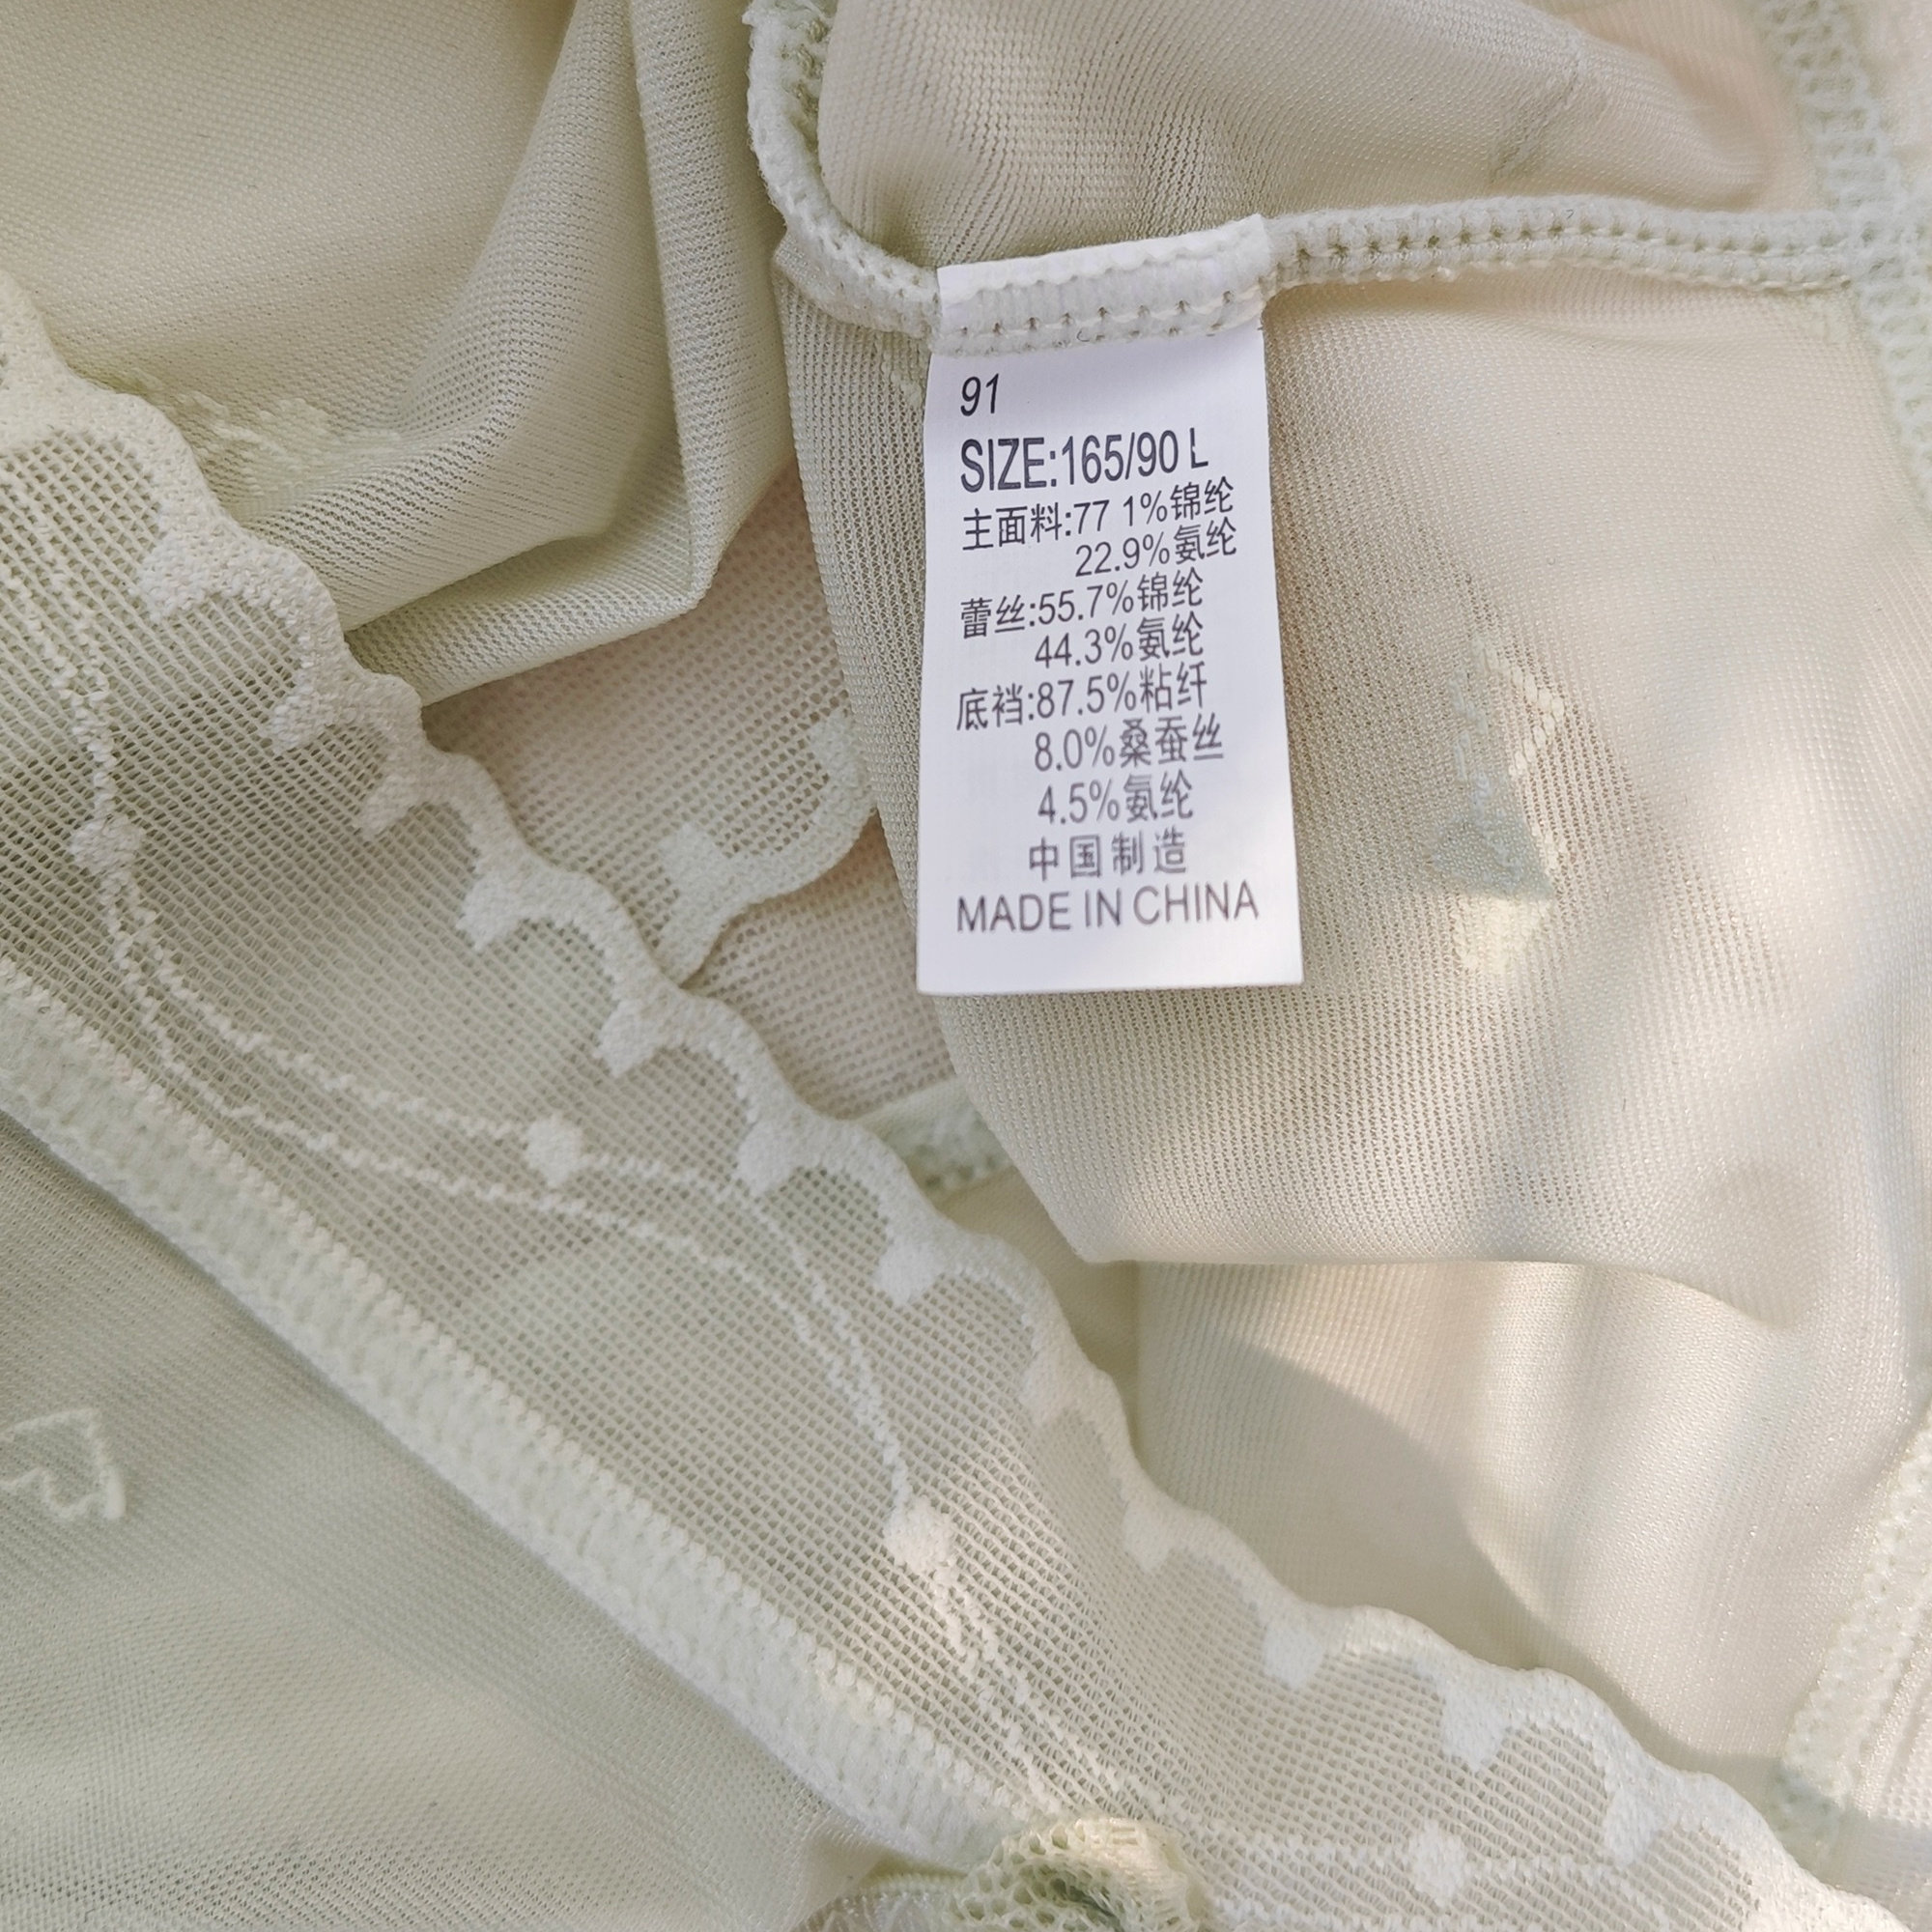 91
SIZE:165/90 L
主面料:77 1%锦纶
22.9%氨纶
蕾丝:55.7%锦纶
44.3%氨纶
底裆:87.5%粘纤
8.0%桑蚕丝
4.5%氨纶
中国制造
MADE IN CHINA